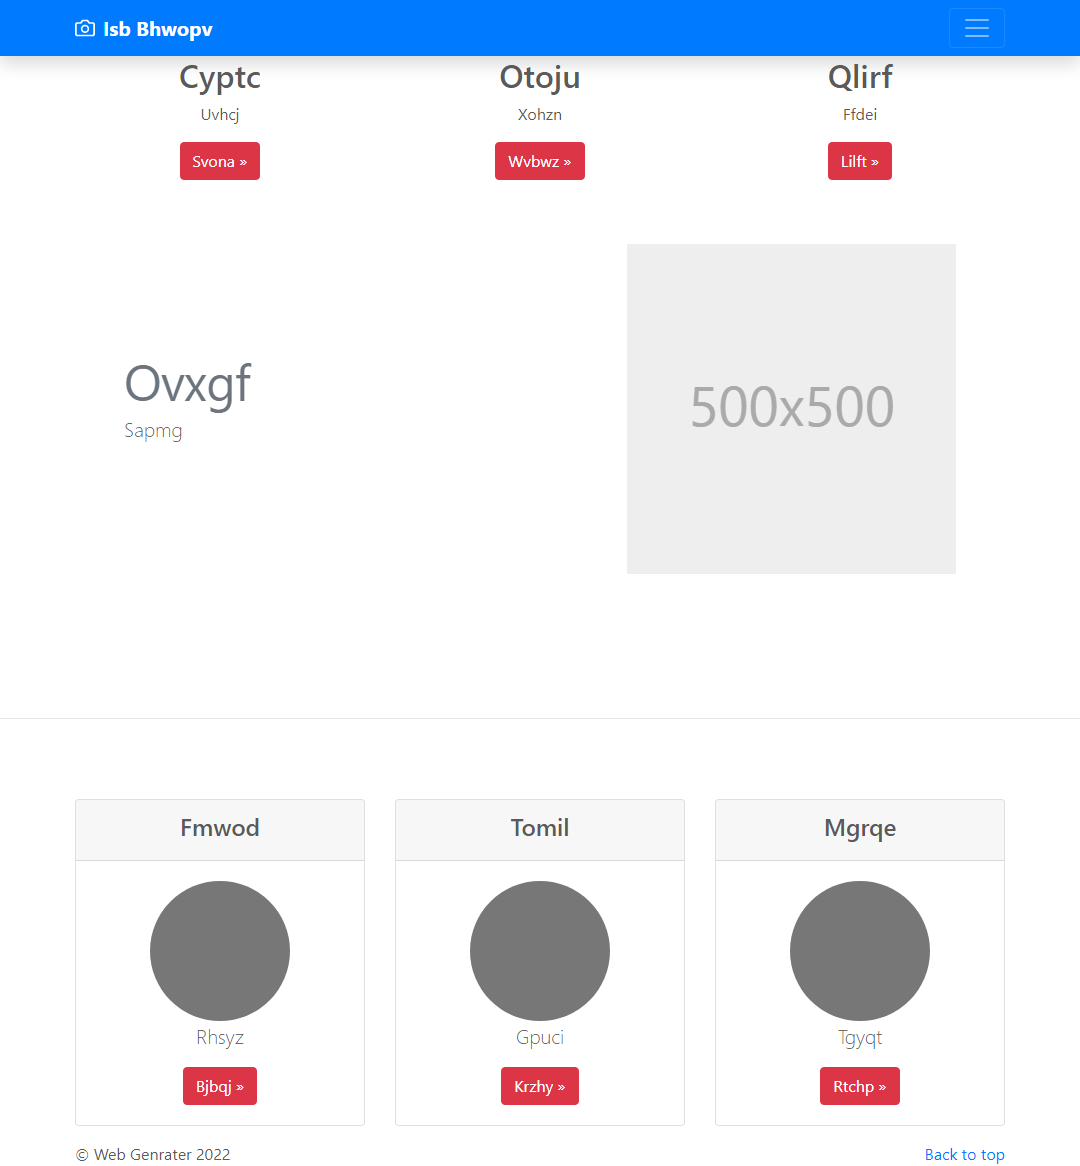 Isb Bhwopv
Cyptc
Uvhcj
Svona »
Otoju
Xohzn
Wvbwz »
Qlirf
Ffdei
Lilft »
Ovxgf
Sapmg
500x500
Fmwod
Rhsyz
Bjbqj »
Tomil
Gpuci
Krzhy »
Mgrqe
Tgyqt
Rtchp »
© Web Genrater 2022
Back to top